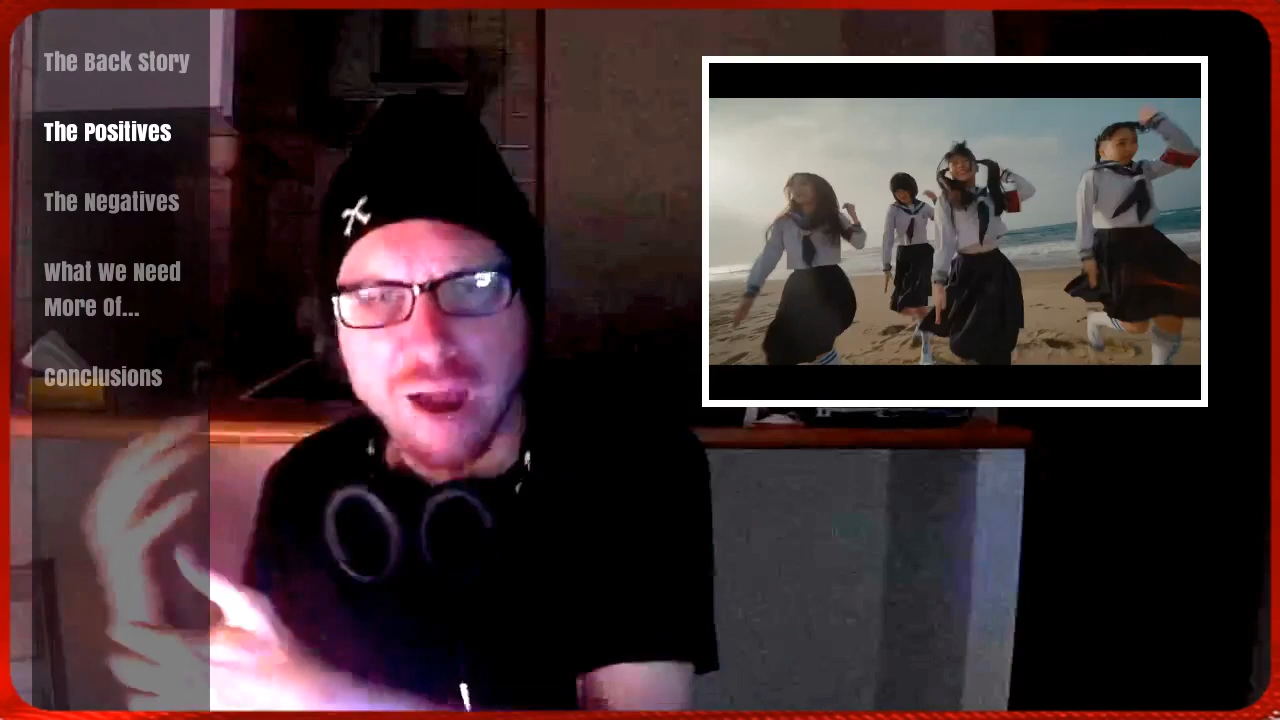 The Back Story
The Positives
The Negatives
What We Need
More Of...
Conclusions